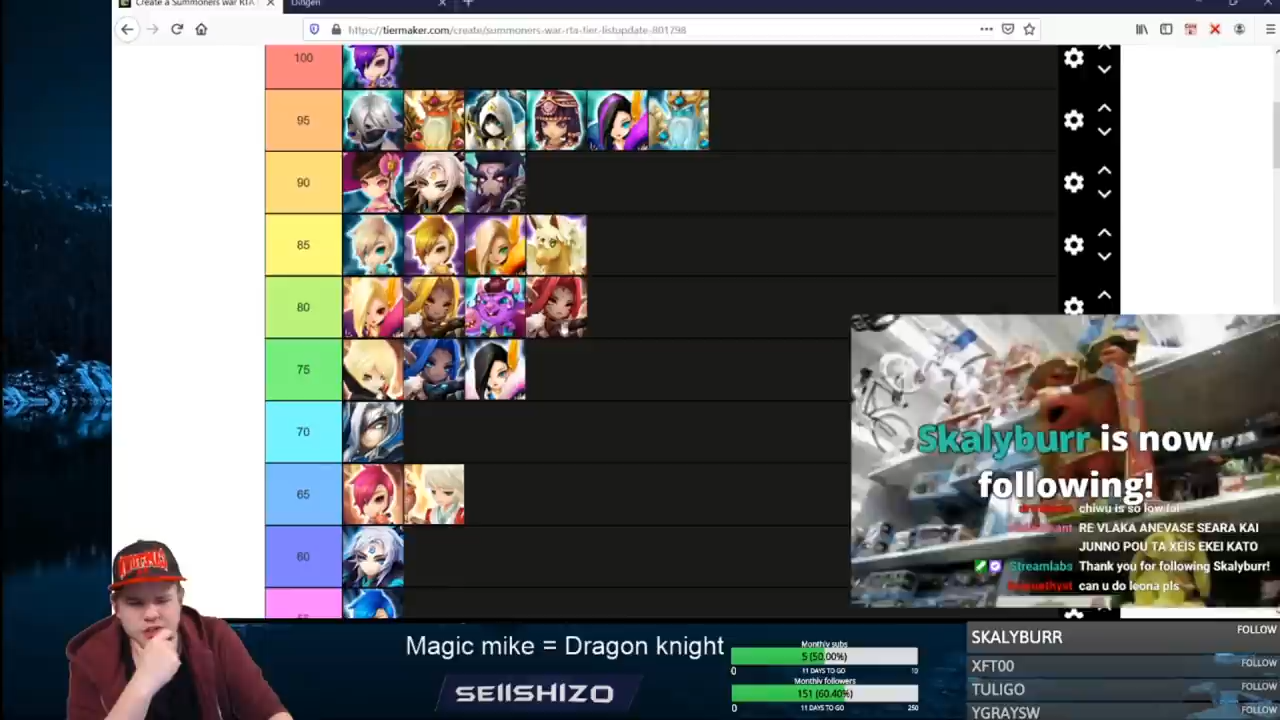 Create a Summoners war RTA
Dingen
https://tiermaker.com/create/summoners-war-rta-tier-listupdate-801798
100
95
90
85
80
75
70
65
60
Skalyburr is now
following!
chiwu is so low lol
RE VLAKA ANEVASE SEARA KAI
JUNNO POU TA XEIS EKEI KATO
Streamlabs Thank you for following Skalyburr!
can u do leona pls
Magic mike = Dragon knight
SELLSHIZO
Monthly subs
5 (50.00%)
0 11 DAYS TO GO 10
Monthly followers
151 (60.40%)
0 11 DAYS TO GO 250
SKALYBURR FOLLOW
XFT00 FOLLOW
TULIGO FOLLOW
YGRAYSW FOLLOW